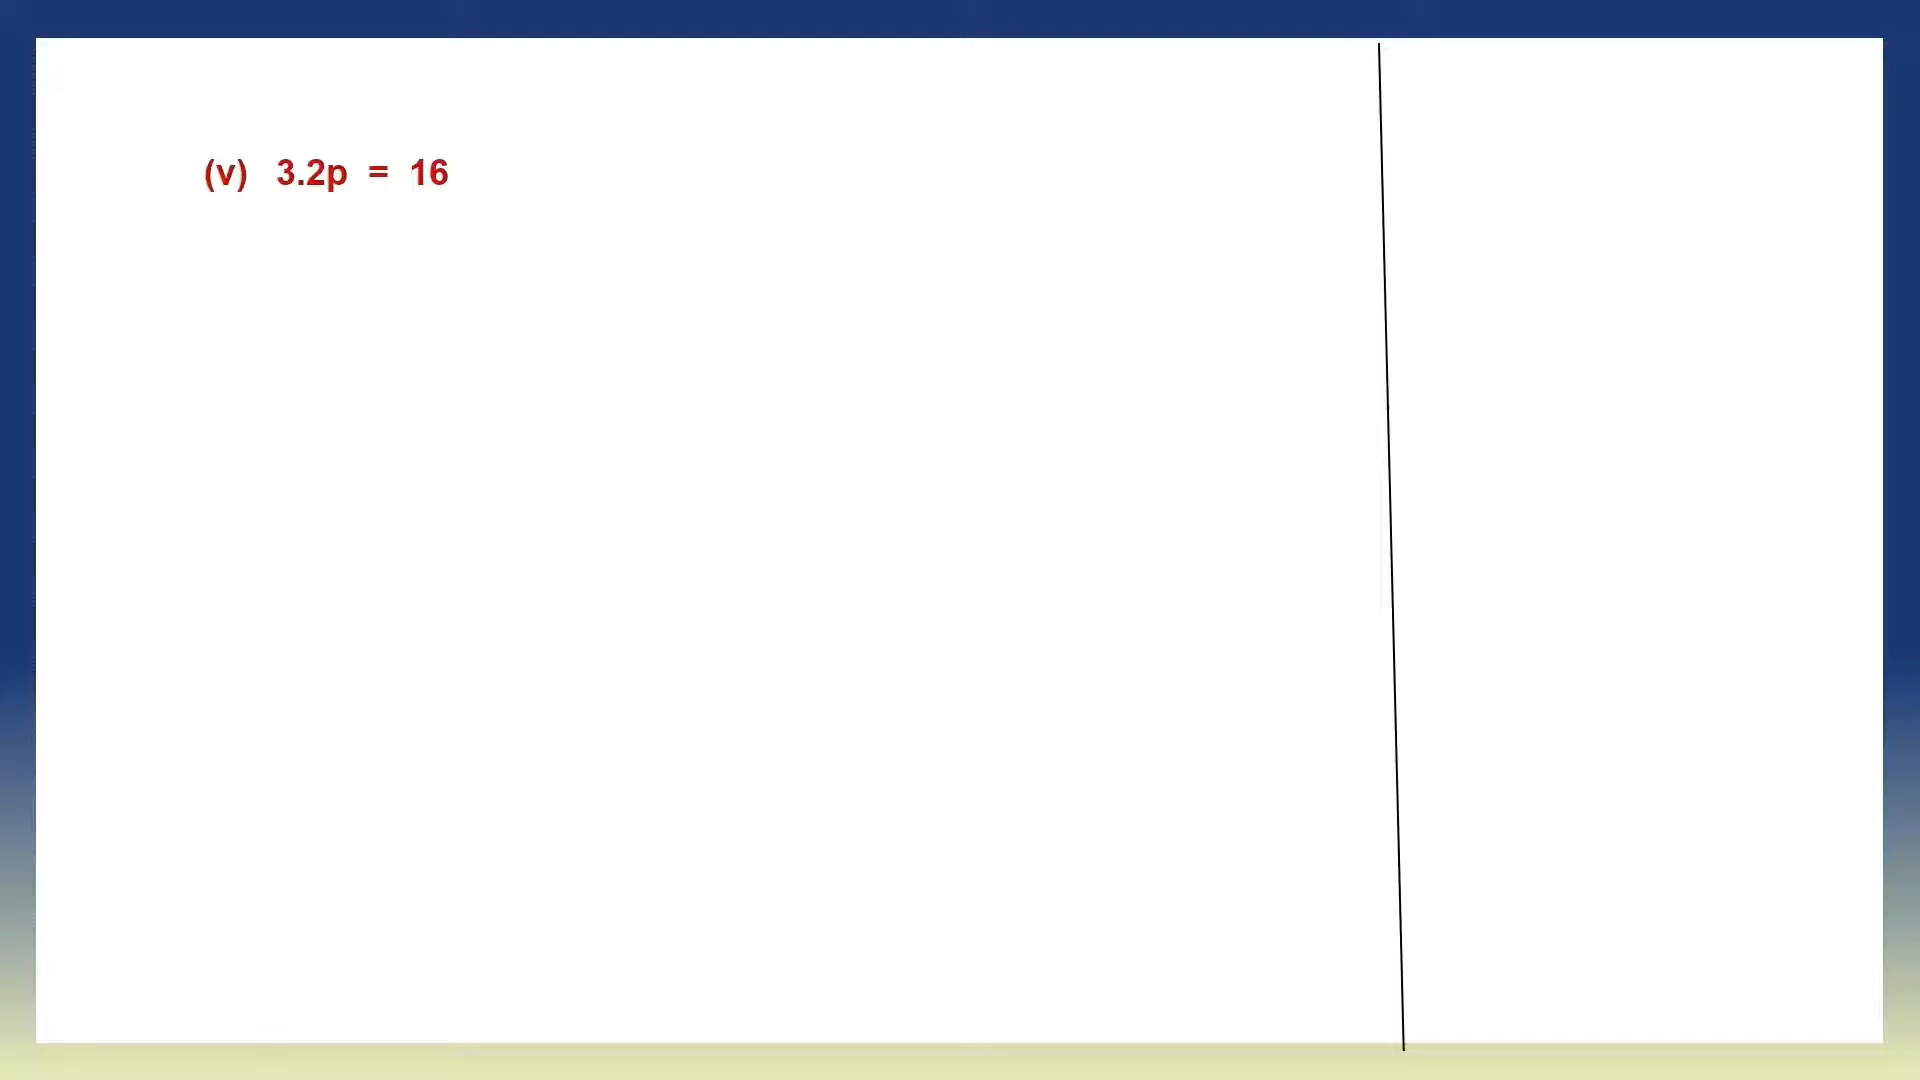 (v) 3.2p = 16